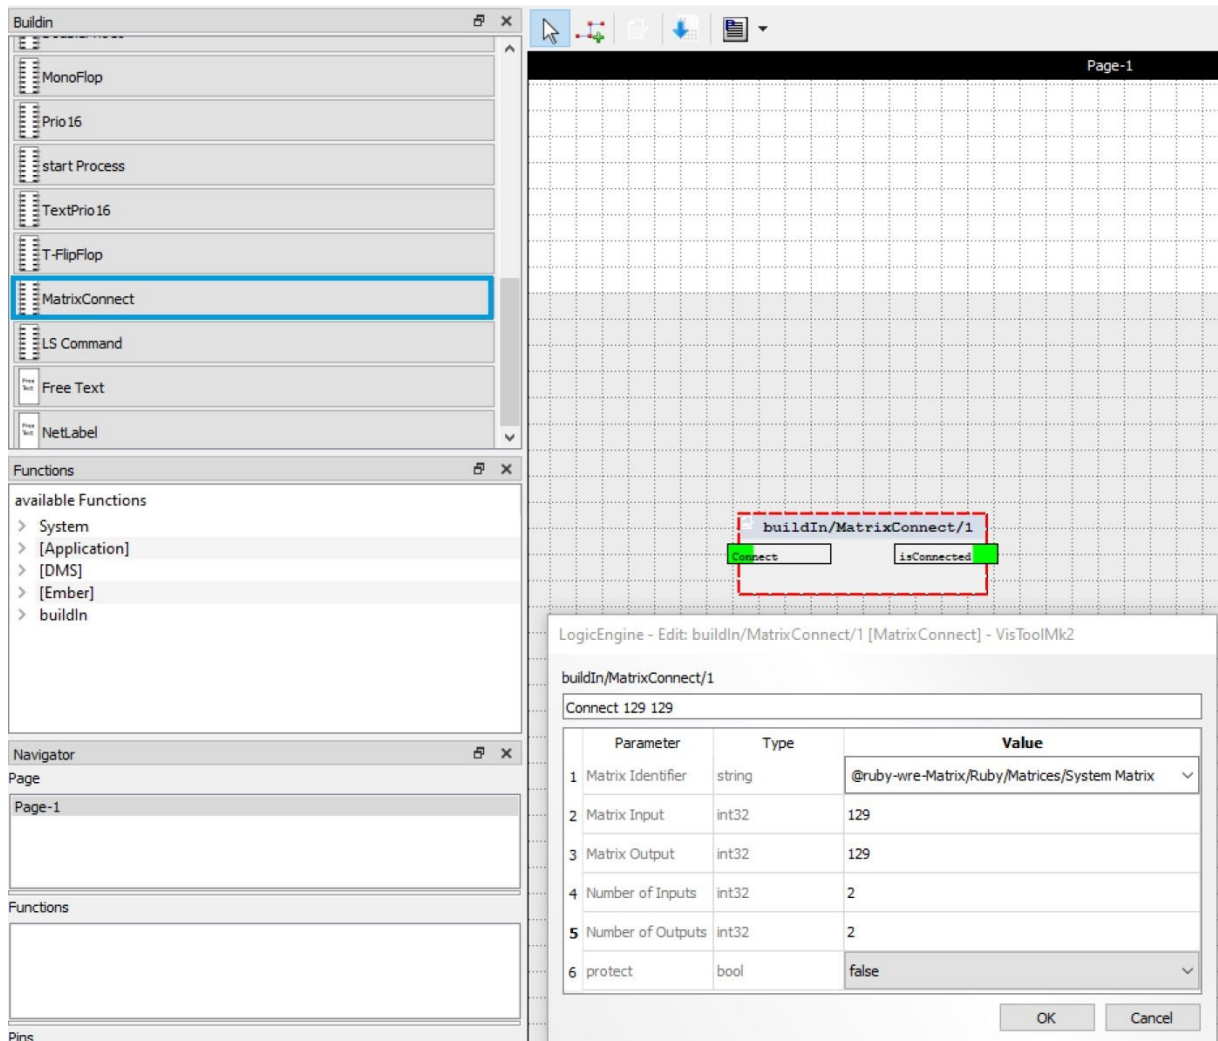 Buildin
MonoFlop
Prio16
start Process
TextPrio16
T-FlipFlop
MatrixConnect
LS Command
Free Text
Free Text
NetLabel
Functions
available Functions
System
[Application]
[DMS]
[Ember]
buildIn
Navigator
Page
Page-1
Functions
Pins
Page-1
buildIn/MatrixConnect/1
Connect
isConnected
LogicEngine - Edit: buildIn/MatrixConnect/1 [MatrixConnect] - VisToolMk2
buildIn/MatrixConnect/1
Connect 129 129
Parameter Type Value
1 Matrix Identifier string @ruby-wre-Matrix/Ruby/Matrices/System Matrix
2 Matrix Input int32 129
3 Matrix Output int32 129
4 Number of Inputs int32 2
5 Number of Outputs int32 2
6 protect bool false
OK Cancel